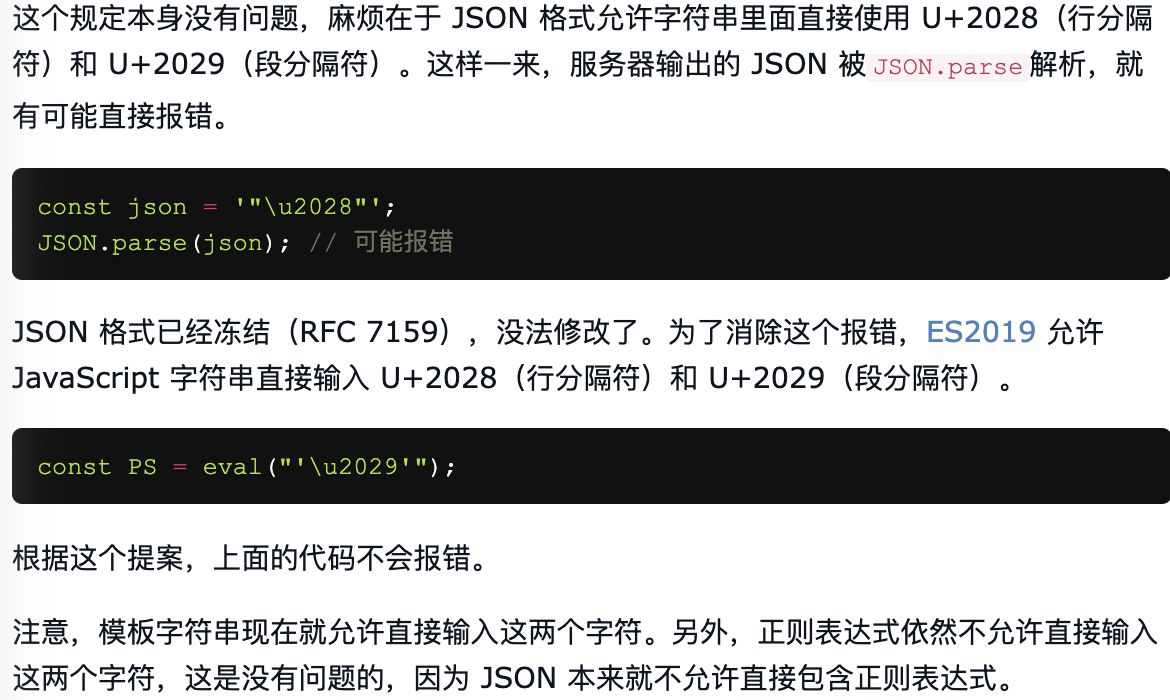 这个规定本身没有问题，麻烦在于 JSON 格式允许字符串里面直接使用 U+2028（行分隔
符）和 U+2029（段分隔符）。这样一来，服务器输出的 JSON 被JSON.parse解析，就
有可能直接报错。
const json = '"\u2028"';
JSON.parse(json); // 可能报错
JSON 格式已经冻结（RFC 7159），没法修改了。为了消除这个报错，ES2019 允许
JavaScript 字符串直接输入 U+2028（行分隔符）和 U+2029（段分隔符）。
const PS = eval("'\u2029'");
根据这个提案，上面的代码不会报错。
注意，模板字符串现在就允许直接输入这两个字符。另外，正则表达式依然不允许直接输入
这两个字符，这是没有问题的，因为 JSON 本来就不允许直接包含正则表达式。